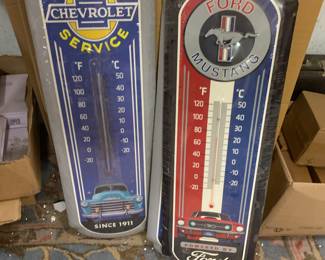 CHEVROLET
SERVICE
°F °C
120 50
100 40
80 30
60 20
40 10
20 0
0 -10
-20 -20
SINCE 1911
FORD
MUSTANG
°F °C
120 50
100 40
80 30
60 20
40 10
20 0
0 -10
-20 -20
POWERED BY
Ford